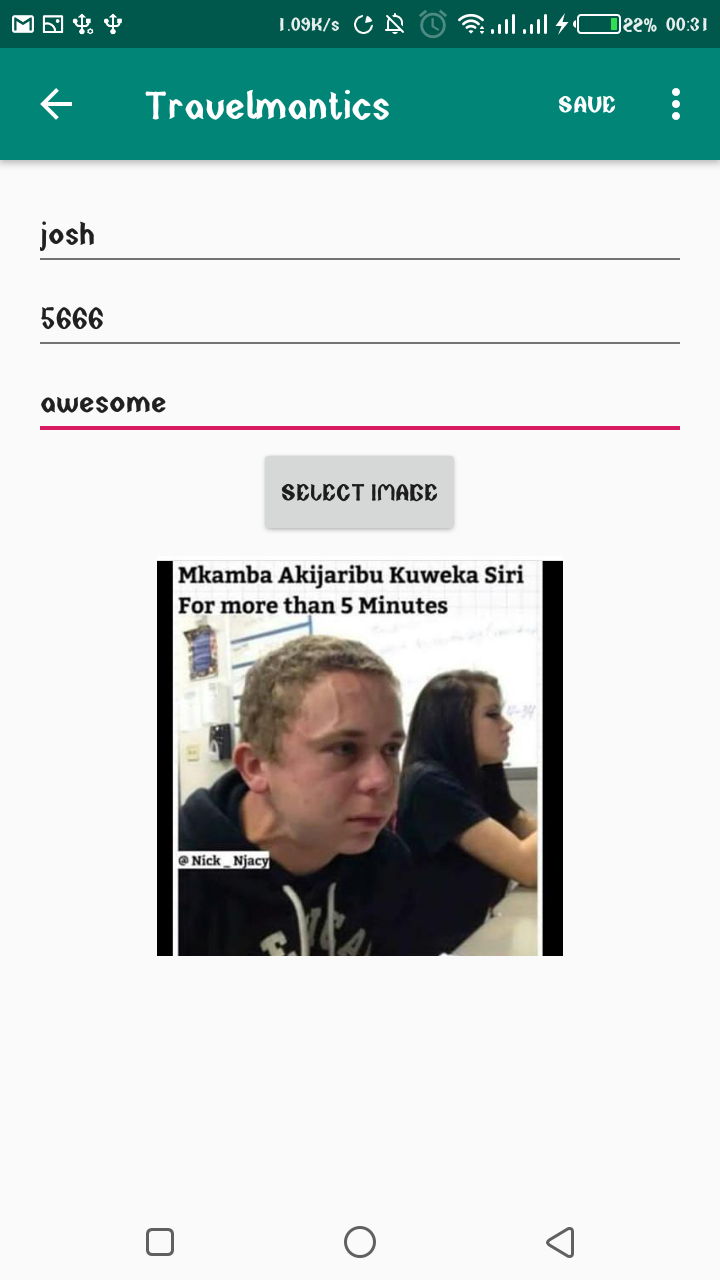 1.09K/s 22% 00:31
Travelmantics SAVE
josh
5666
awesome
SELECT IMAGE
Mkamba Akijaribu Kuweka Siri
For more than 5 Minutes
@ Nick _ Njacy